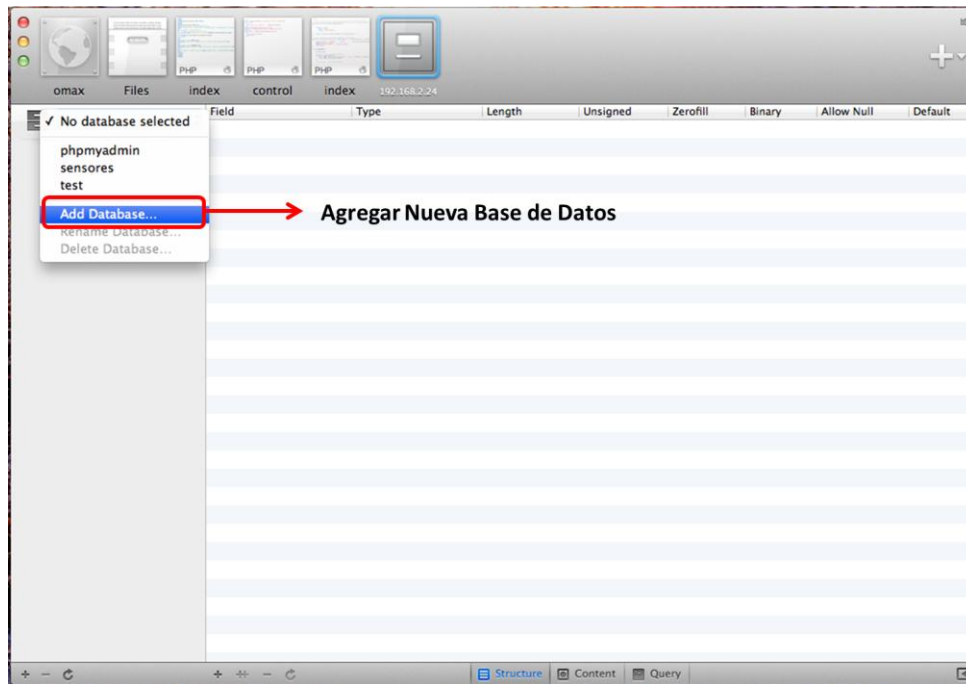 PHP
PHP
PHP
omax
Files
index
control
index
192.168.2.24
Field
Type
Length
Unsigned
Zerofill
Binary
Allow Null
Default
✓ No database selected
phpmyadmin
sensores
test
Add Database...
Rename Database...
Delete Database...
Agregar Nueva Base de Datos
Structure
Content
Query